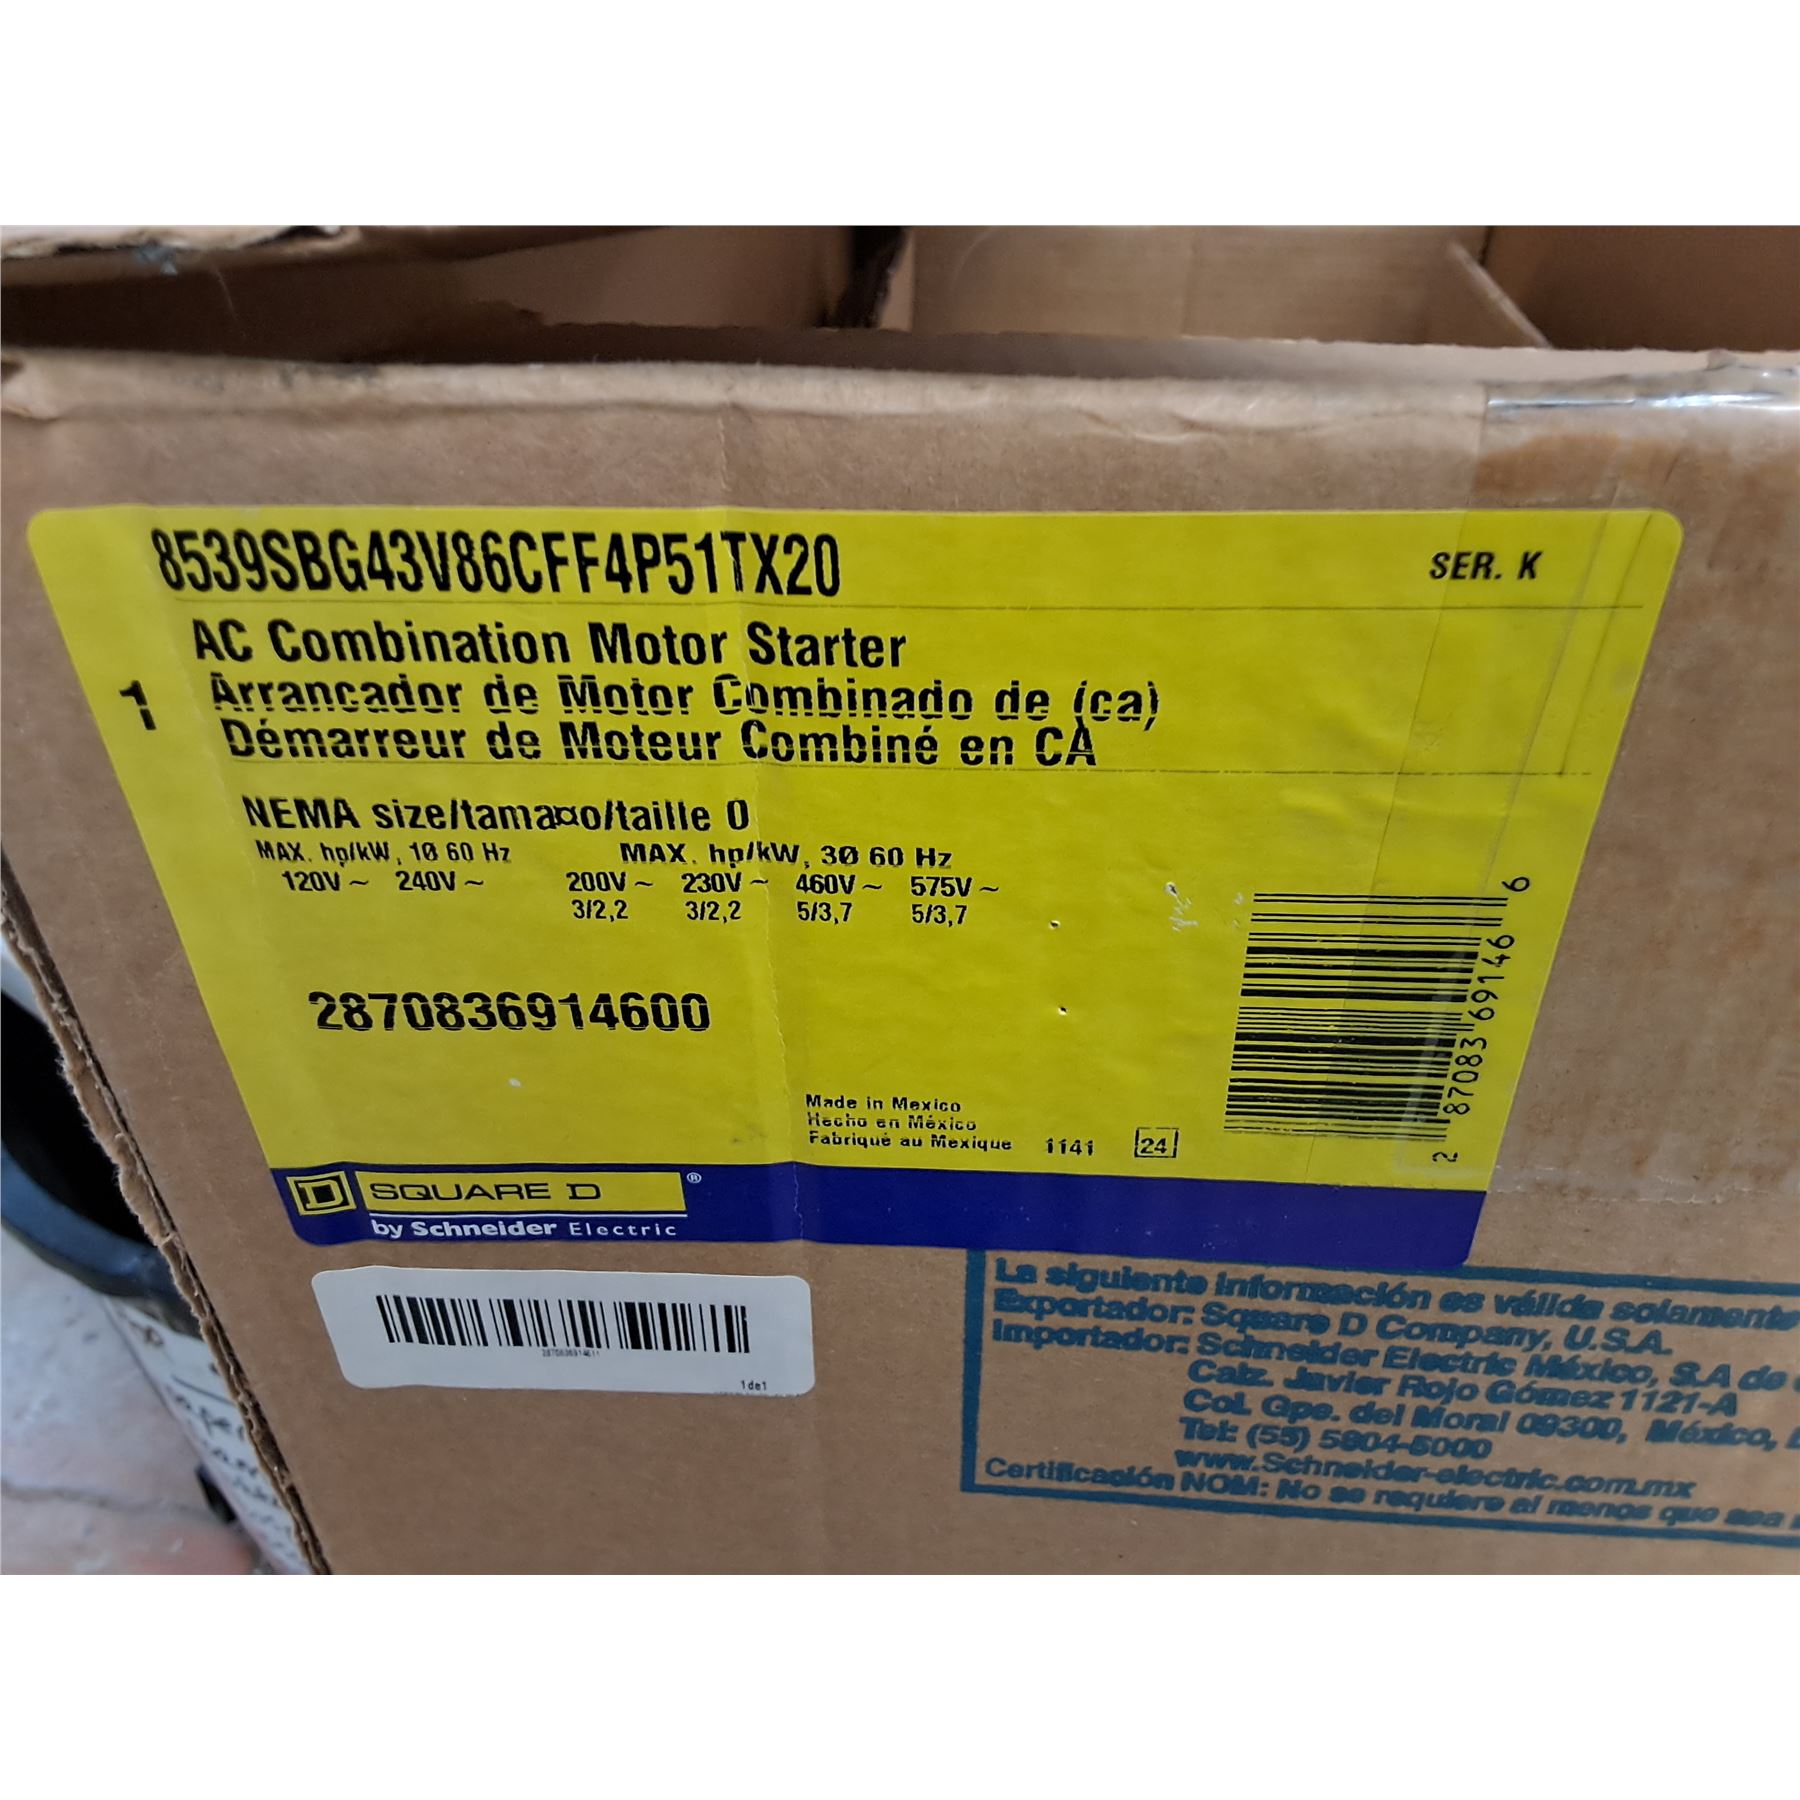 8539SBG43V86CFF4P51TX20 SER. K
AC Combination Motor Starter
1 Arrancador de Motor Combinado de (ca)
Démarreur de Moteur Combiné en CA
NEMA size/tama¤o/taille 0
MAX. hp/kW, 1Ø 60 Hz MAX. hp/kW, 3Ø 60 Hz
120V ~ 240V ~ 200V ~ 230V ~ 460V ~ 575V ~
3/2,2 3/2,2 5/3,7 5/3,7
2870836914600
2 87083 69146 6
Made in Mexico
Hecho en México
Fabriqué au Mexique 1141 24
D SQUARE D ®
by Schneider Electric
1de1
La siguiente información es válida solamente
Exportador: Square D Company, U.S.A.
Importador: Schneider Electric México, S.A de
Calz. Javier Rojo Gómez 1121-A
Col. Gpe. del Moral 09300, México,
Tel: (55) 5804-5000
www.Schneider-electric.com.mx
Certificación NOM: No se requiere al menos que sea